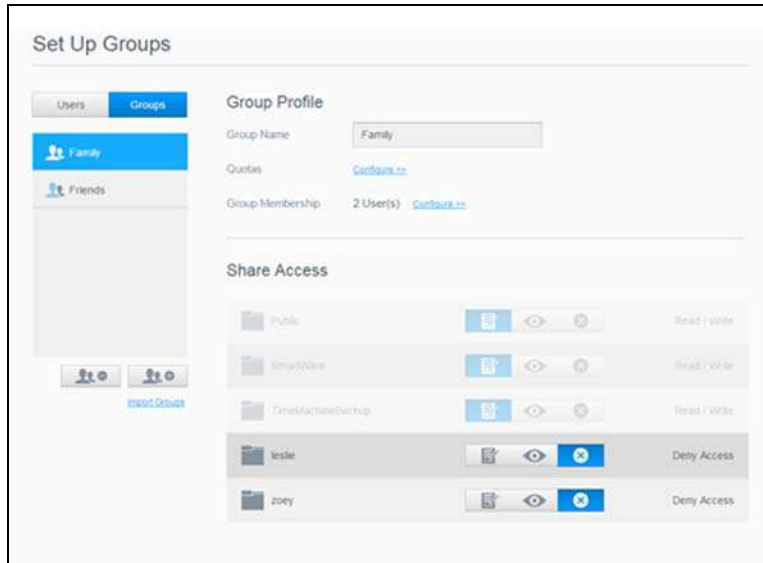 Set Up Groups
Users Groups
Family
Friends
Import Groups
Group Profile
Group Name Family
Quotas Configure >>
Group Membership 2 User(s) Configure >>
Share Access
Public Read / Write
SmartWare Read / Write
TimeMachineBackup Read / Write
leslie Deny Access
zoey Deny Access